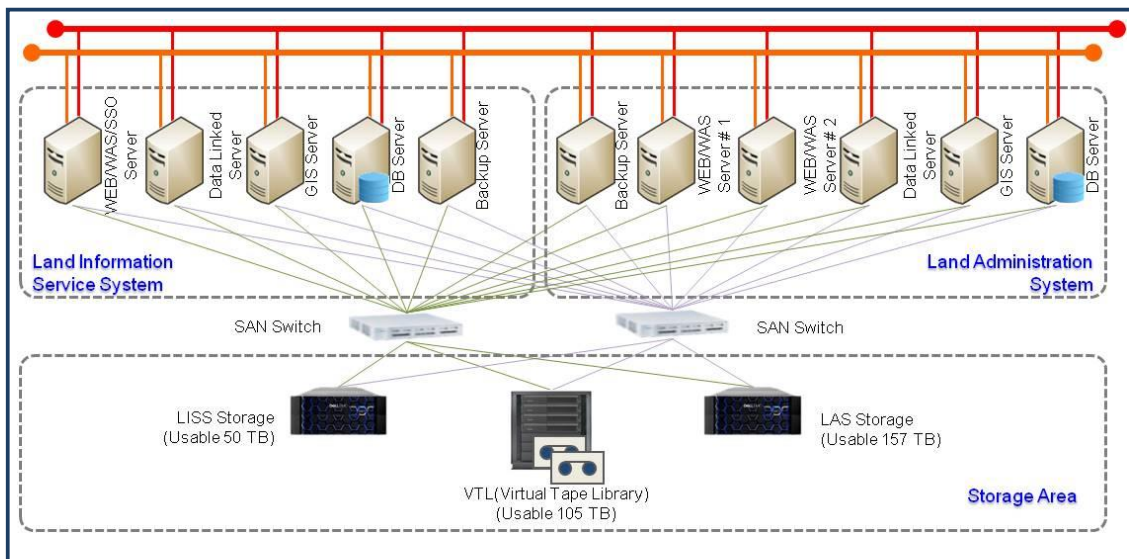 WEB/WAS/SSO
Server
Data Linked
Server
GIS Server
DB Server
Backup Server
Backup Server
WEB/WAS
Server # 1
WEB/WAS
Server # 2
Data Linked
Server
GIS Server
DB Server
Land Information
Service System
Land Administration
System
SAN Switch
SAN Switch
LISS Storage
(Usable 50 TB)
LAS Storage
(Usable 157 TB)
VTL(Virtual Tape Library)
(Usable 105 TB)
Storage Area